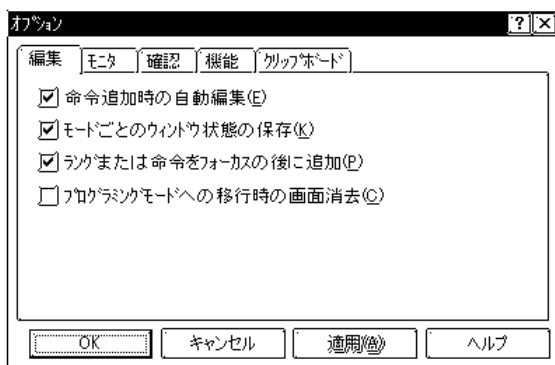 オプション
編集 モニタ 確認 機能 クリップボード
命令追加時の自動編集(E)
モードごとのウィンドウ状態の保存(K)
ラングまたは命令をフォーカスの後に追加(P)
プログラミングモードへの移行時の画面消去(C)
OK キャンセル 適用(A) ヘルプ